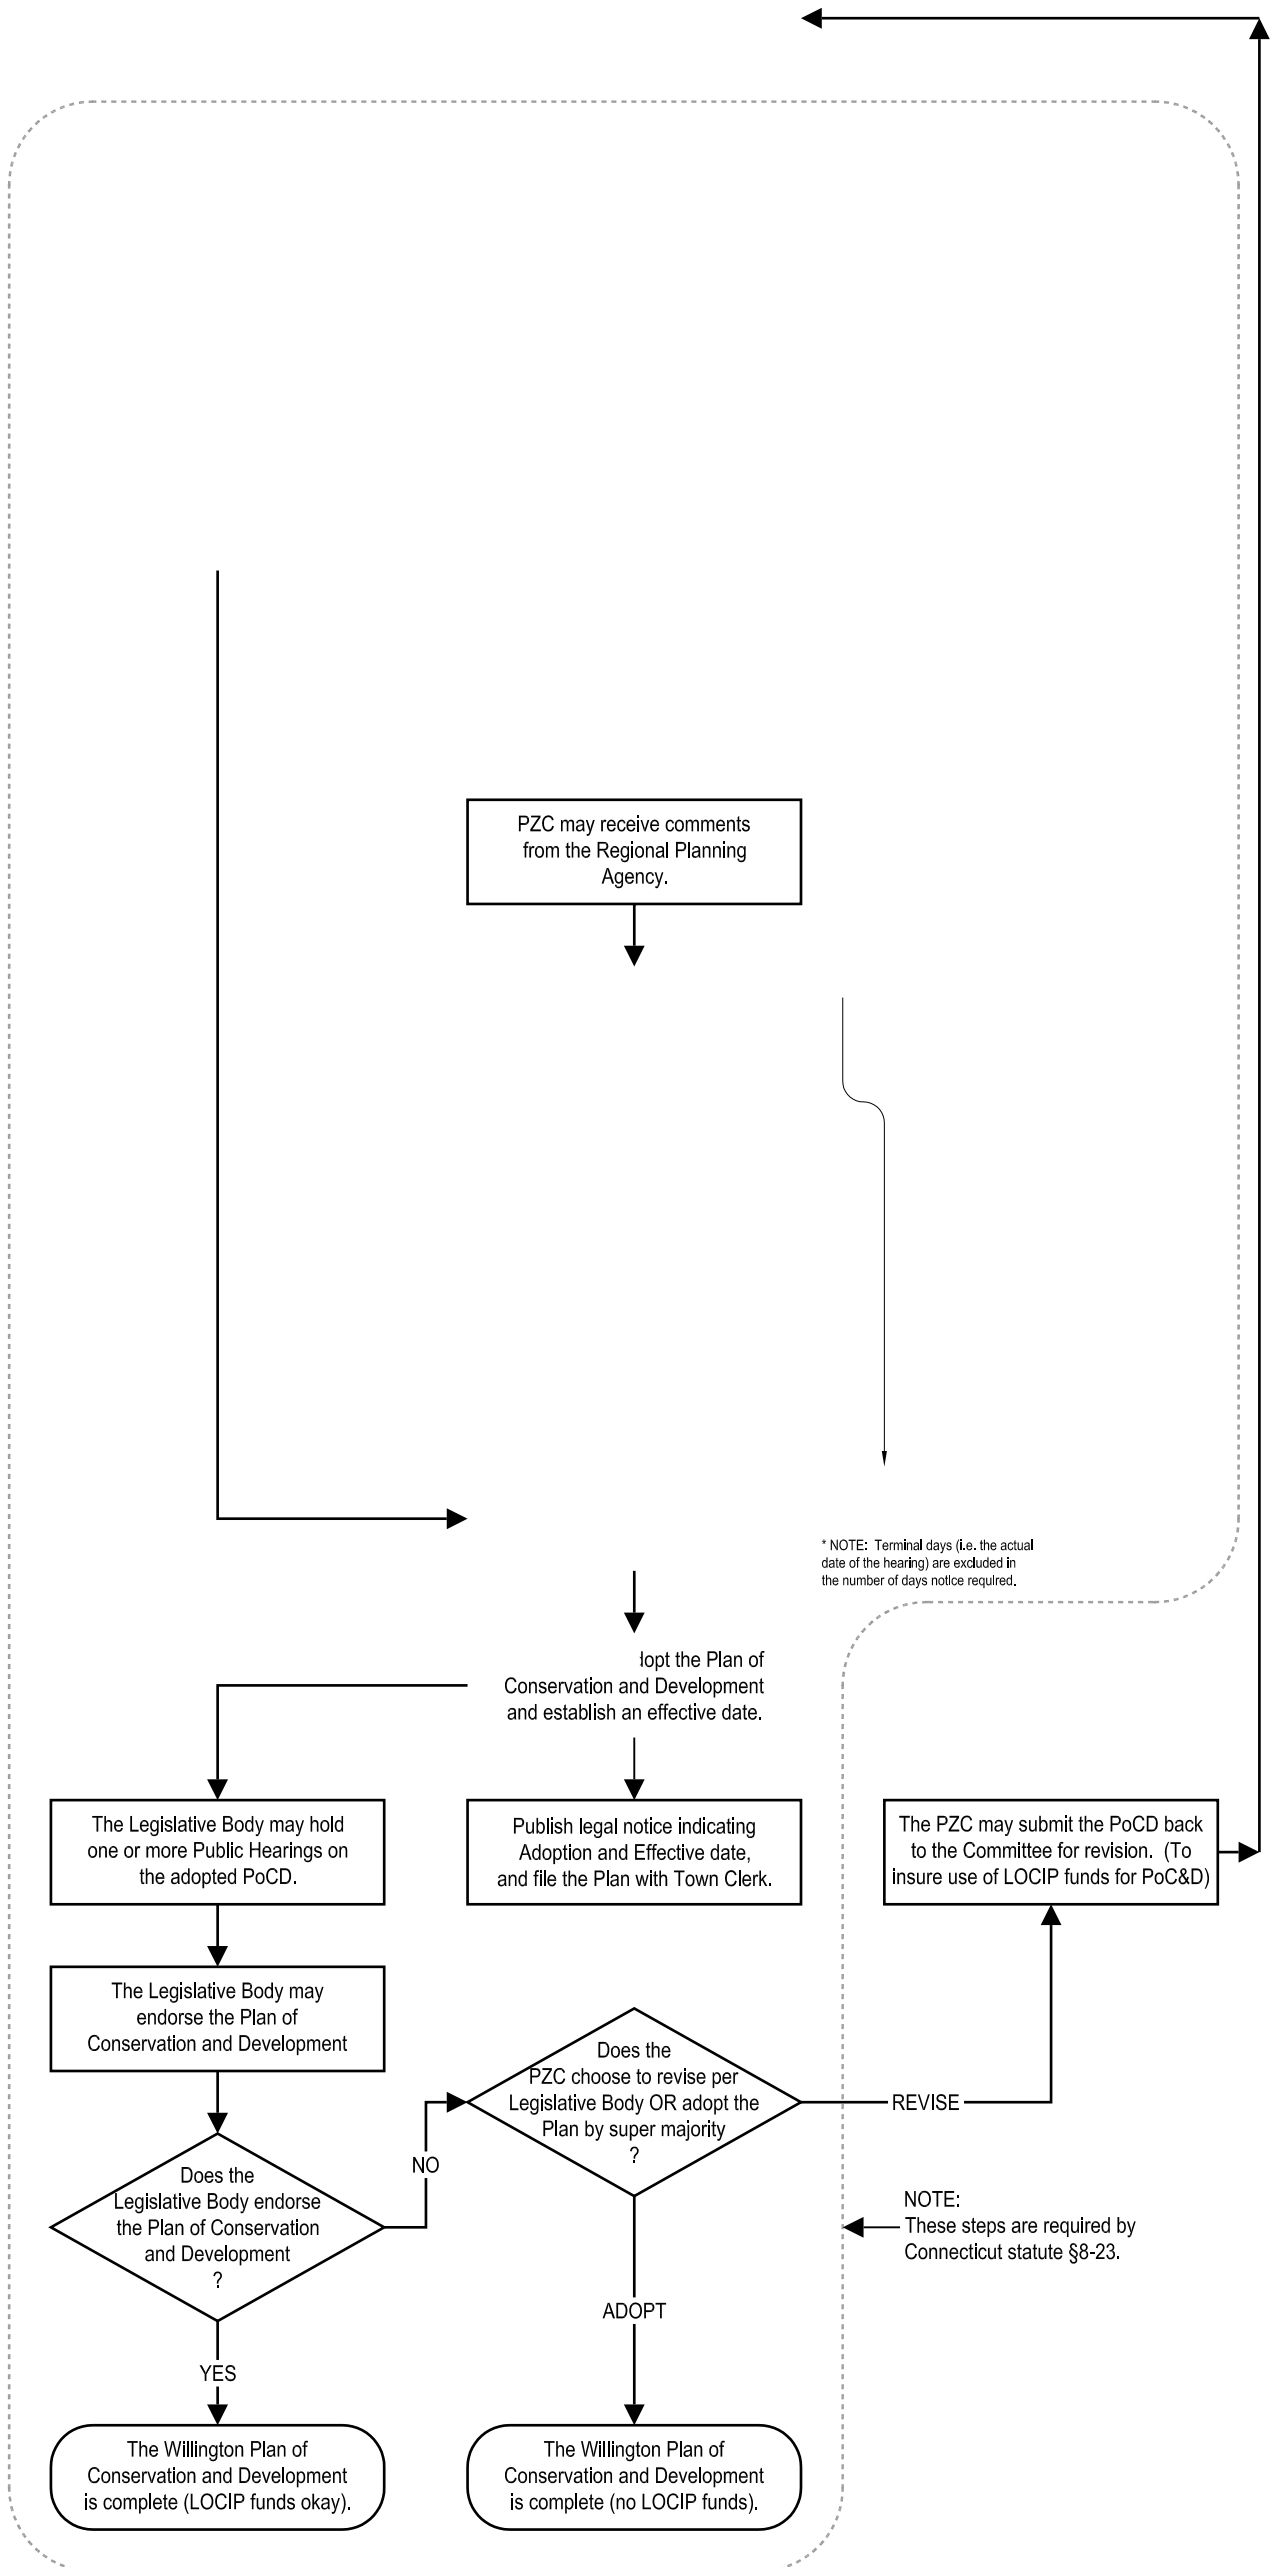 PZC may receive comments
from the Regional Planning
Agency.
* NOTE:  Terminal days (i.e. the actual
date of the hearing) are excluded in
the number of days notice required.
the Plan of
Conservation and Development
and establish an effective date.
The Legislative Body may hold
one or more Public Hearings on
the adopted PoCD.
Publish legal notice indicating
Adoption and Effective date,
and file the Plan with Town Clerk.
The PZC may submit the PoCD back
to the Committee for revision.  (To
insure use of LOCIP funds for PoC&D)
The Legislative Body may
endorse the Plan of
Conservation and Development
Does the
PZC choose to revise per
Legislative Body OR adopt the
Plan by super majority
?
REVISE
NO
Does the
Legislative Body endorse
the Plan of Conservation
and Development
?
NOTE:
These steps are required by
Connecticut statute §8-23.
ADOPT
YES
The Willington Plan of
Conservation and Development
is complete (LOCIP funds okay).
The Willington Plan of
Conservation and Development
is complete (no LOCIP funds).